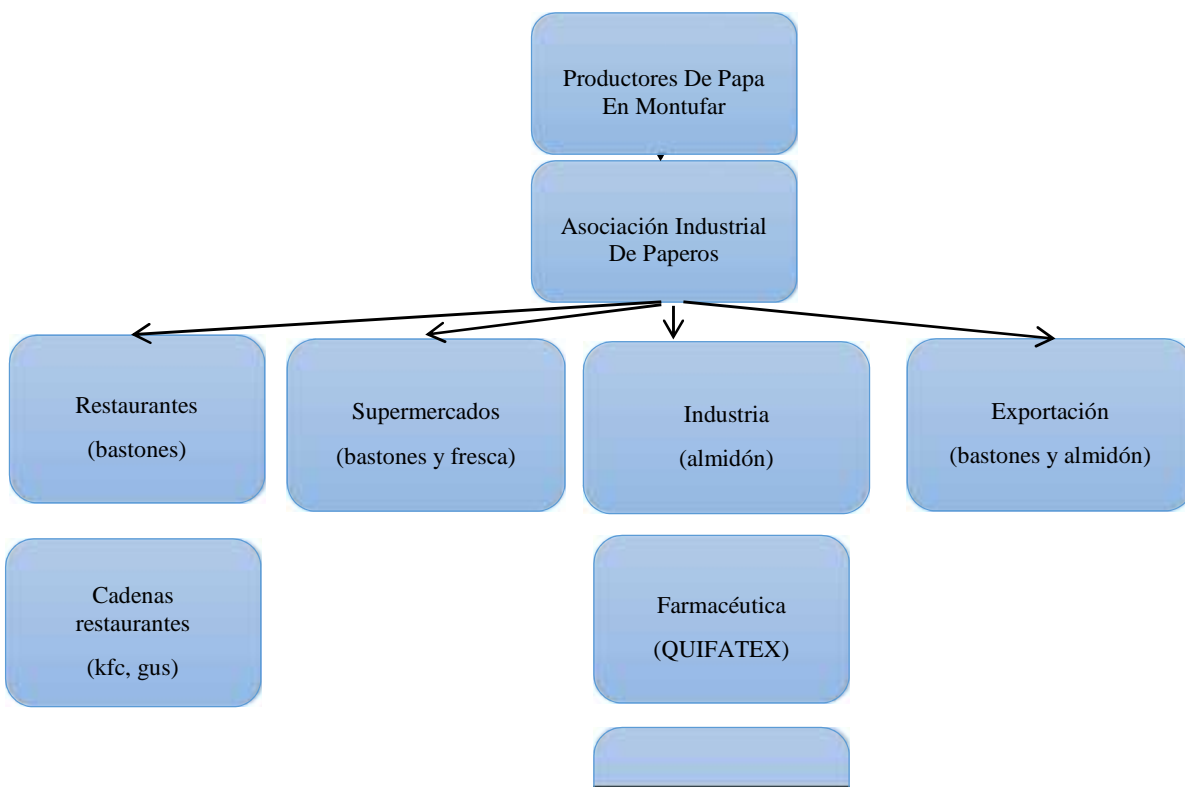 Productores De Papa
En Montufar
Asociación Industrial
De Paperos
Restaurantes
(bastones)
Supermercados
(bastones y fresca)
Industria
(almidón)
Exportación
(bastones y almidón)
Cadenas
restaurantes
(kfc, gus)
Farmacéutica
(QUIFATEX)